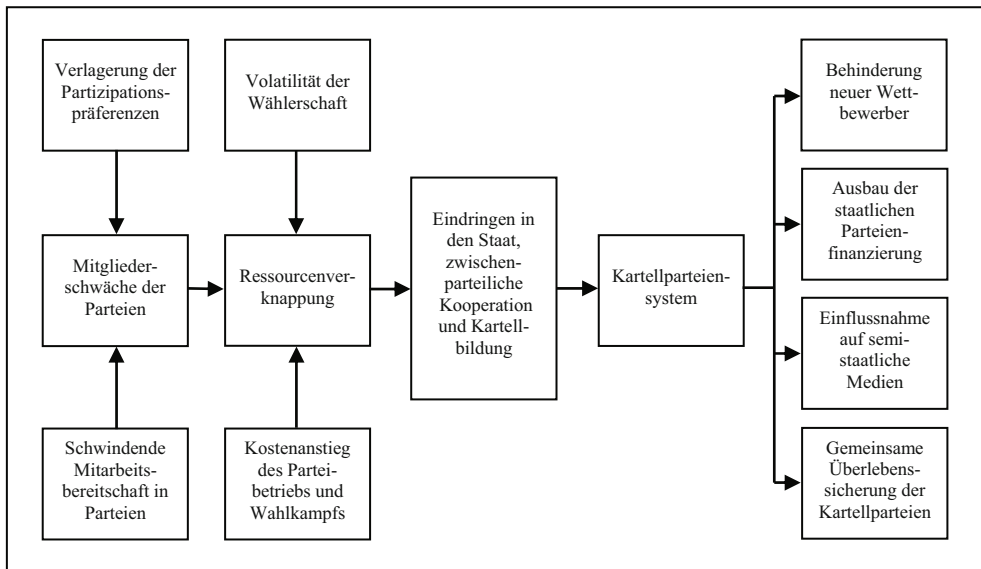 Verlagerung der
Partizipations-
präferenzen
Volatilität der
Wählerschaft
Mitglieder-
schwäche der
Parteien
Ressourcenver-
knappung
Schwindende
Mitarbeits-
bereitschaft in
Parteien
Kostenanstieg
des Partei-
betriebs und
Wahlkampfs
Eindringen in
den Staat,
zwischen-
parteiliche
Kooperation
und Kartell-
bildung
Kartellparteien-
system
Behinderung
neuer Wett-
bewerber
Ausbau der
staatlichen
Parteien-
finanzierung
Einflussnahme
auf semi-
staatliche
Medien
Gemeinsame
Überlebens-
sicherung der
Kartellparteien